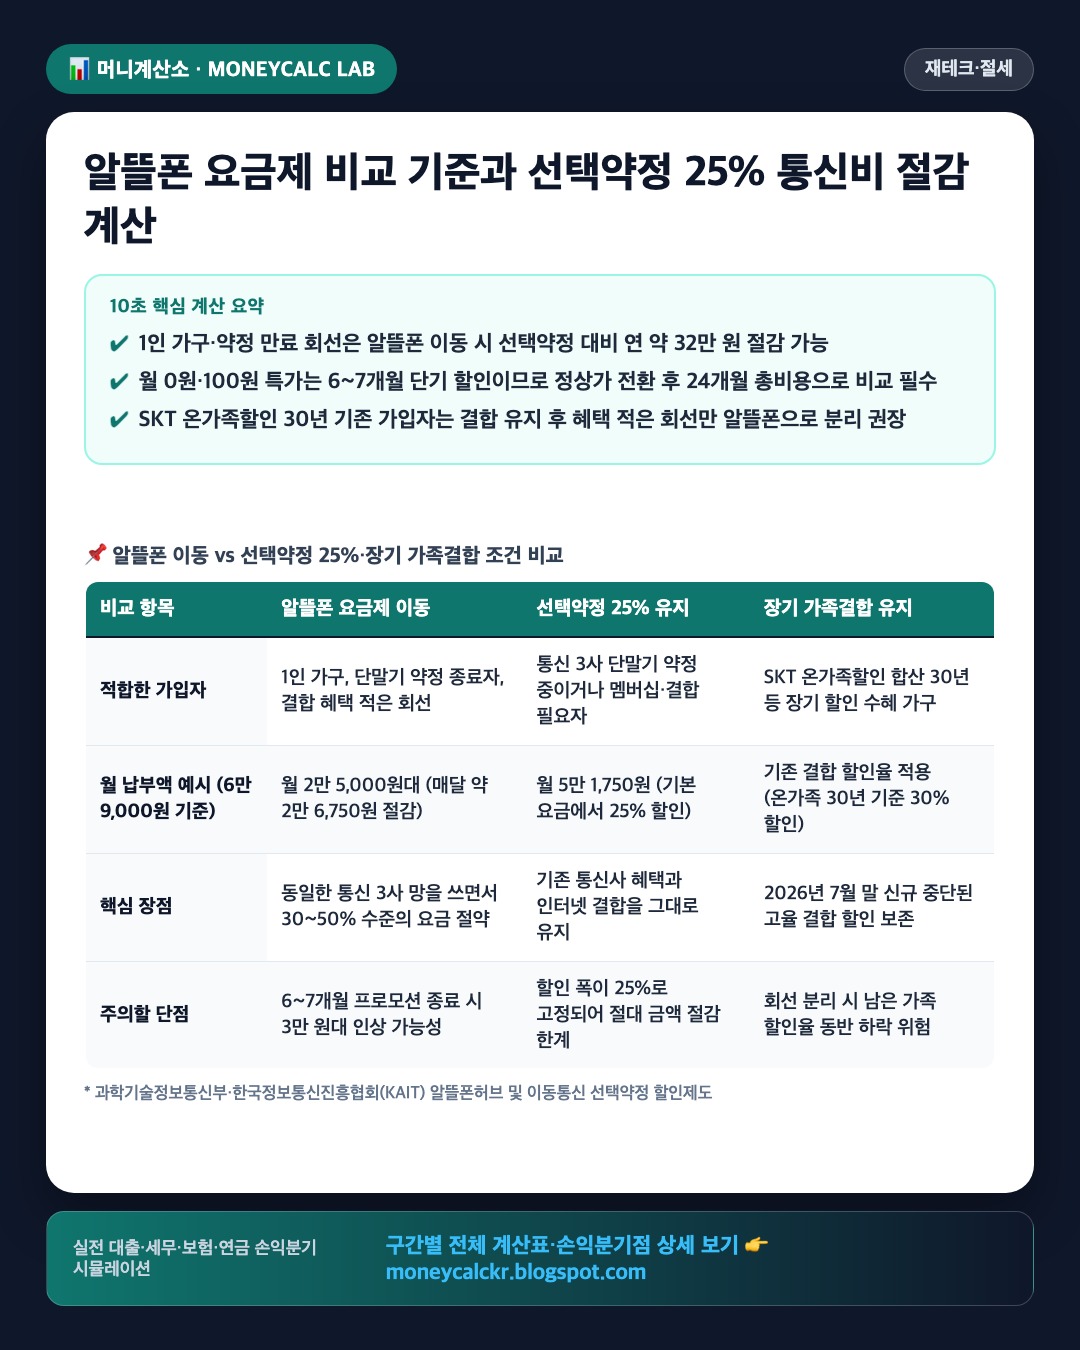 📊 머니계산소 · MONEYCALC LAB
재테크·절세
알뜰폰 요금제 비교 기준과 선택약정 25% 통신비 절감
계산
10초 핵심 계산 요약
✔ 1인 가구·약정 만료 회선은 알뜰폰 이동 시 선택약정 대비 연 약 32만 원 절감 가능
✔ 월 0원·100원 특가는 6~7개월 단기 할인이므로 정상가 전환 후 24개월 총비용으로 비교 필수
✔ SKT 온가족할인 30년 기존 가입자는 결합 유지 후 혜택 적은 회선만 알뜰폰으로 분리 권장
📌 알뜰폰 이동 vs 선택약정 25%·장기 가족결합 조건 비교
비교 항목
알뜰폰 요금제 이동
선택약정 25% 유지
장기 가족결합 유지
적합한 가입자
1인 가구, 단말기 약정 종료자,
결합 혜택 적은 회선
통신 3사 단말기 약정
중이거나 멤버십·결합
필요자
SKT 온가족할인 합산 30년
등 장기 할인 수혜 가구
월 납부액 예시 (6만
9,000원 기준)
월 2만 5,000원대 (매달 약
2만 6,750원 절감)
월 5만 1,750원 (기본
요금에서 25% 할인)
기존 결합 할인율 적용
(온가족 30년 기준 30%
할인)
핵심 장점
동일한 통신 3사 망을 쓰면서
30~50% 수준의 요금 절약
기존 통신사 혜택과
인터넷 결합을 그대로
유지
2026년 7월 말 신규 중단된
고율 결합 할인 보존
주의할 단점
6~7개월 프로모션 종료 시
3만 원대 인상 가능성
할인 폭이 25%로
고정되어 절대 금액 절감
한계
회선 분리 시 남은 가족
할인율 동반 하락 위험
* 과학기술정보통신부·한국정보통신진흥협회(KAIT) 알뜰폰허브 및 이동통신 선택약정 할인제도
실전 대출·세무·보험·연금 손익분기
시뮬레이션
구간별 전체 계산표·손익분기점 상세 보기 👉
moneycalckr.blogspot.com